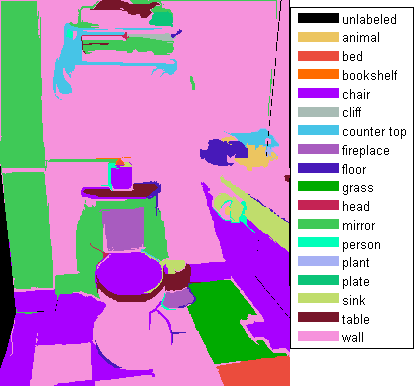 unlabeled
animal
bed
bookshelf
chair
cliff
counter top
fireplace
floor
grass
head
mirror
person
plant
plate
sink
table
wall